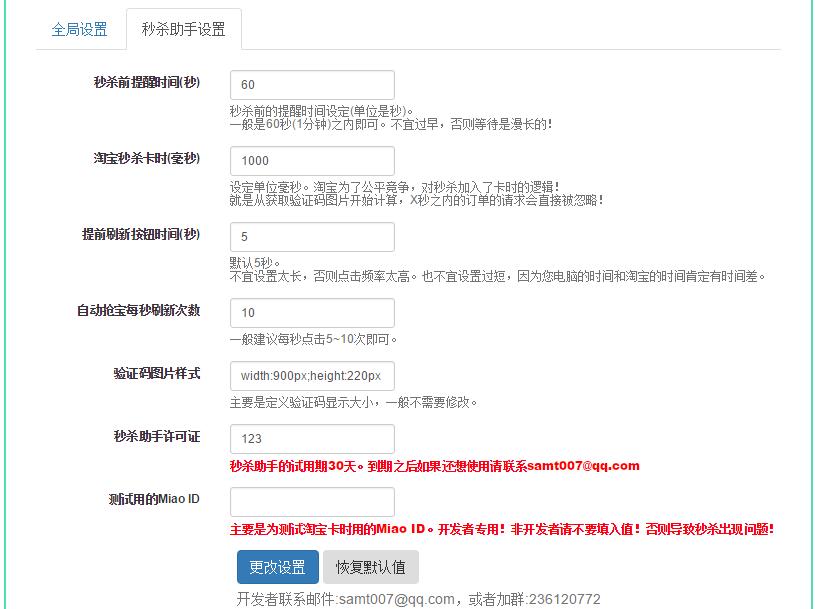 全局设置
秒杀助手设置
秒杀前提醒时间(秒)
60
秒杀前的提醒时间设定(单位是秒)。
一般是60秒(1分钟)之内即可。不宜过早，否则等待是漫长的！
淘宝秒杀卡时(毫秒)
1000
设定单位毫秒。淘宝为了公平竞争，对秒杀加入了卡时的逻辑！
就是从获取验证码图片开始计算，X秒之内的订单的请求会直接被忽略！
提前刷新按钮时间(秒)
5
默认5秒。
不宜设置太长，否则点击频率太高。也不宜设置过短，因为您电脑的时间和淘宝的时间肯定有时间差。
自动抢宝每秒刷新次数
10
一般建议每秒点击5~10次即可。
验证码图片样式
width:900px;height:220px
主要是定义验证码显示大小，一般不需要修改。
秒杀助手许可证
123
秒杀助手的试用期30天。到期之后如果还想使用请联系samt007@qq.com
测试用的Miao ID
主要是为测试淘宝卡时用的Miao ID。开发者专用！非开发者请不要填入值！否则导致秒杀出现问题！
更改设置
恢复默认值
开发者联系邮件:samt007@qq.com，或者加群:236120772